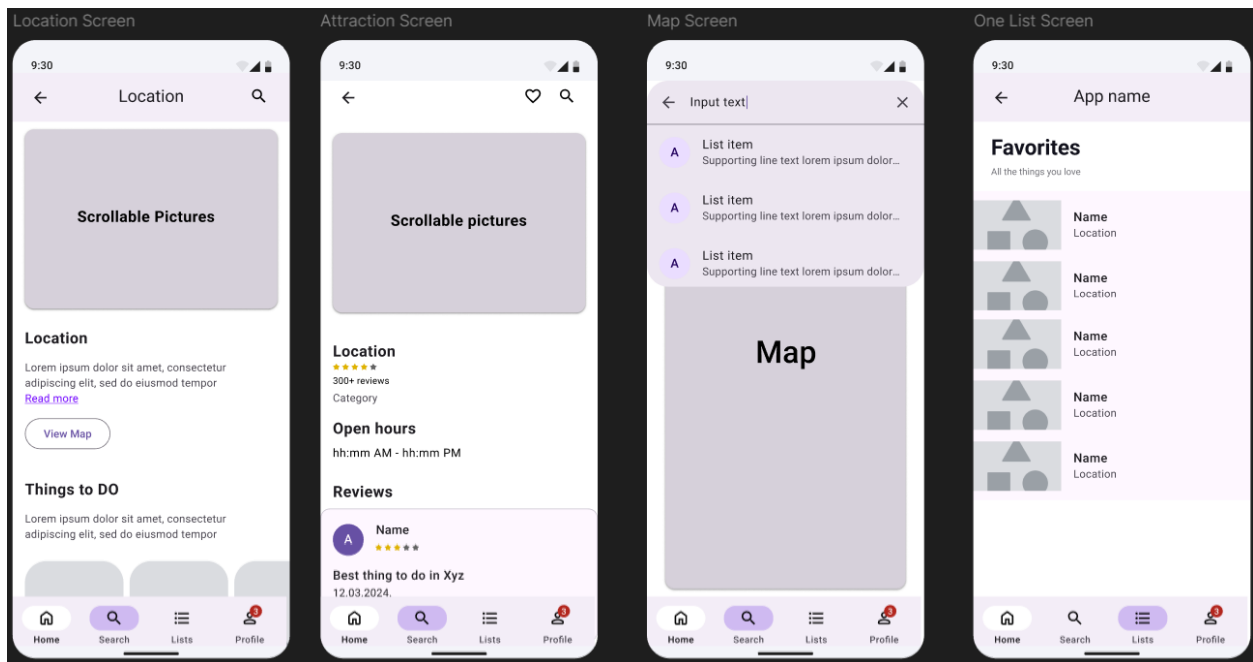 Location Screen
9:30
Location
Scrollable Pictures
Location
Lorem ipsum dolor sit amet, consectetur
adipiscing elit, sed do eiusmod tempor
Read more
View Map
Things to DO
Lorem ipsum dolor sit amet, consectetur
adipiscing elit, sed do eiusmod tempor
3
Home Search Lists Profile
Attraction Screen
9:30
Scrollable pictures
Location
300+ reviews
Category
Open hours
hh:mm AM - hh:mm PM
Reviews
A
Name
Best thing to do in Xyz
12.03.2024.
3
Home Search Lists Profile
Map Screen
9:30
Input text
A
List item
Supporting line text lorem ipsum dolor...
A
List item
Supporting line text lorem ipsum dolor...
A
List item
Supporting line text lorem ipsum dolor...
Map
3
Home Search Lists Profile
One List Screen
9:30
App name
Favorites
All the things you love
Name
Location
Name
Location
Name
Location
Name
Location
Name
Location
3
Home Search Lists Profile